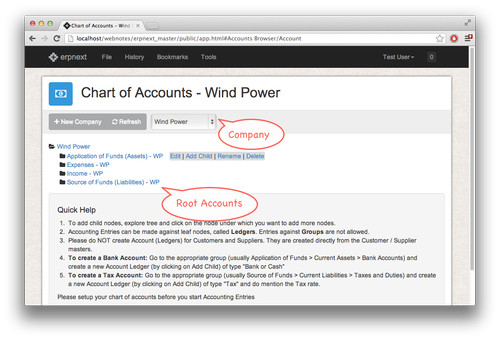 Chart of Accounts - Wind
localhost/webnotes/erpnext_master/public/app.html#Accounts Browser/Account
erpnext File History Bookmarks Tools Test User 0
Chart of Accounts - Wind Power
+ New Company Refresh Wind Power
Company
Wind Power
Application of Funds (Assets) - WP Edit | Add Child | Rename | Delete
Expenses - WP
Income - WP
Source of Funds (Liabilities) - WP
Root Accounts
Quick Help
1. To add child nodes, explore tree and click on the node under which you want to add more nodes.
2. Accounting Entries can be made against leaf nodes, called Ledgers. Entries against Groups are not allowed.
3. Please do NOT create Account (Ledgers) for Customers and Suppliers. They are created directly from the Customer / Supplier
masters.
4. To create a Bank Account: Go to the appropriate group (usually Application of Funds > Current Assets > Bank Accounts) and
create a new Account Ledger (by clicking on Add Child) of type "Bank or Cash"
5. To create a Tax Account: Go to the appropriate group (usually Source of Funds > Current Liabilities > Taxes and Duties) and create
a new Account Ledger (by clicking on Add Child) of type "Tax" and do mention the Tax rate.
Please setup your chart of accounts before you start Accounting Entries